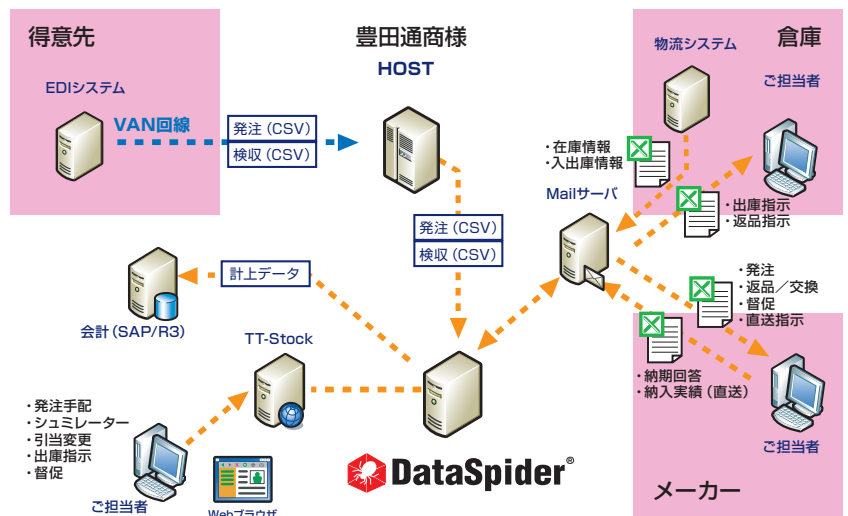 得意先
豊田通商様
HOST
倉庫
物流システム
ご担当者
EDIシステム
VAN回線
発注（CSV）
検収（CSV）
・在庫情報
・入出庫情報
Mailサーバ
・出庫指示
・返品指示
発注（CSV）
検収（CSV）
計上データ
会計（SAP/R3）
・発注
・返品／交換
・督促
・直送指示
TT-Stock
・納期回答
・納入実績（直送）
ご担当者
・発注手配
・シュミレーター
・引当変更
・出庫指示
・督促
ご担当者
Webブラウザ
DataSpider®
メーカー